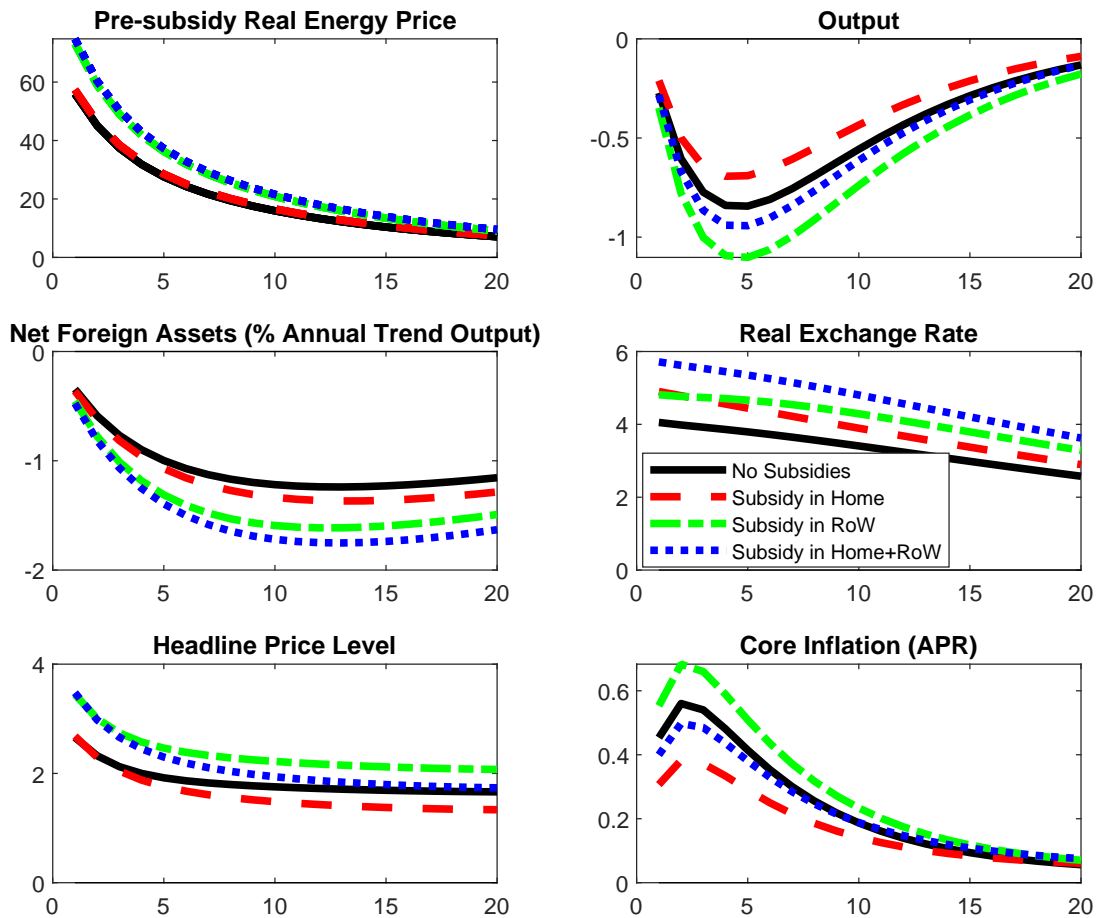 Pre-subsidy Real Energy Price
60
40
20
0
0 5 10 15 20
Output
0
-0.5
-1
0 5 10 15 20
Net Foreign Assets (% Annual Trend Output)
0
-1
-2
0 5 10 15 20
Real Exchange Rate
6
4
2
0
No Subsidies
Subsidy in Home
Subsidy in RoW
Subsidy in Home+RoW
0 5 10 15 20
Headline Price Level
4
2
0
0 5 10 15 20
Core Inflation (APR)
0.6
0.4
0.2
0
0 5 10 15 20